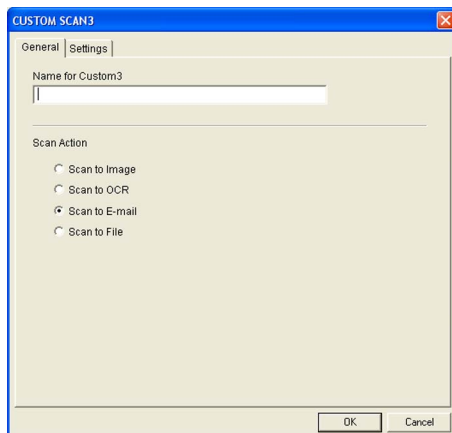 CUSTOM SCAN3
General Settings
Name for Custom3
Scan Action
Scan to Image
Scan to OCR
Scan to E-mail
Scan to File
OK Cancel